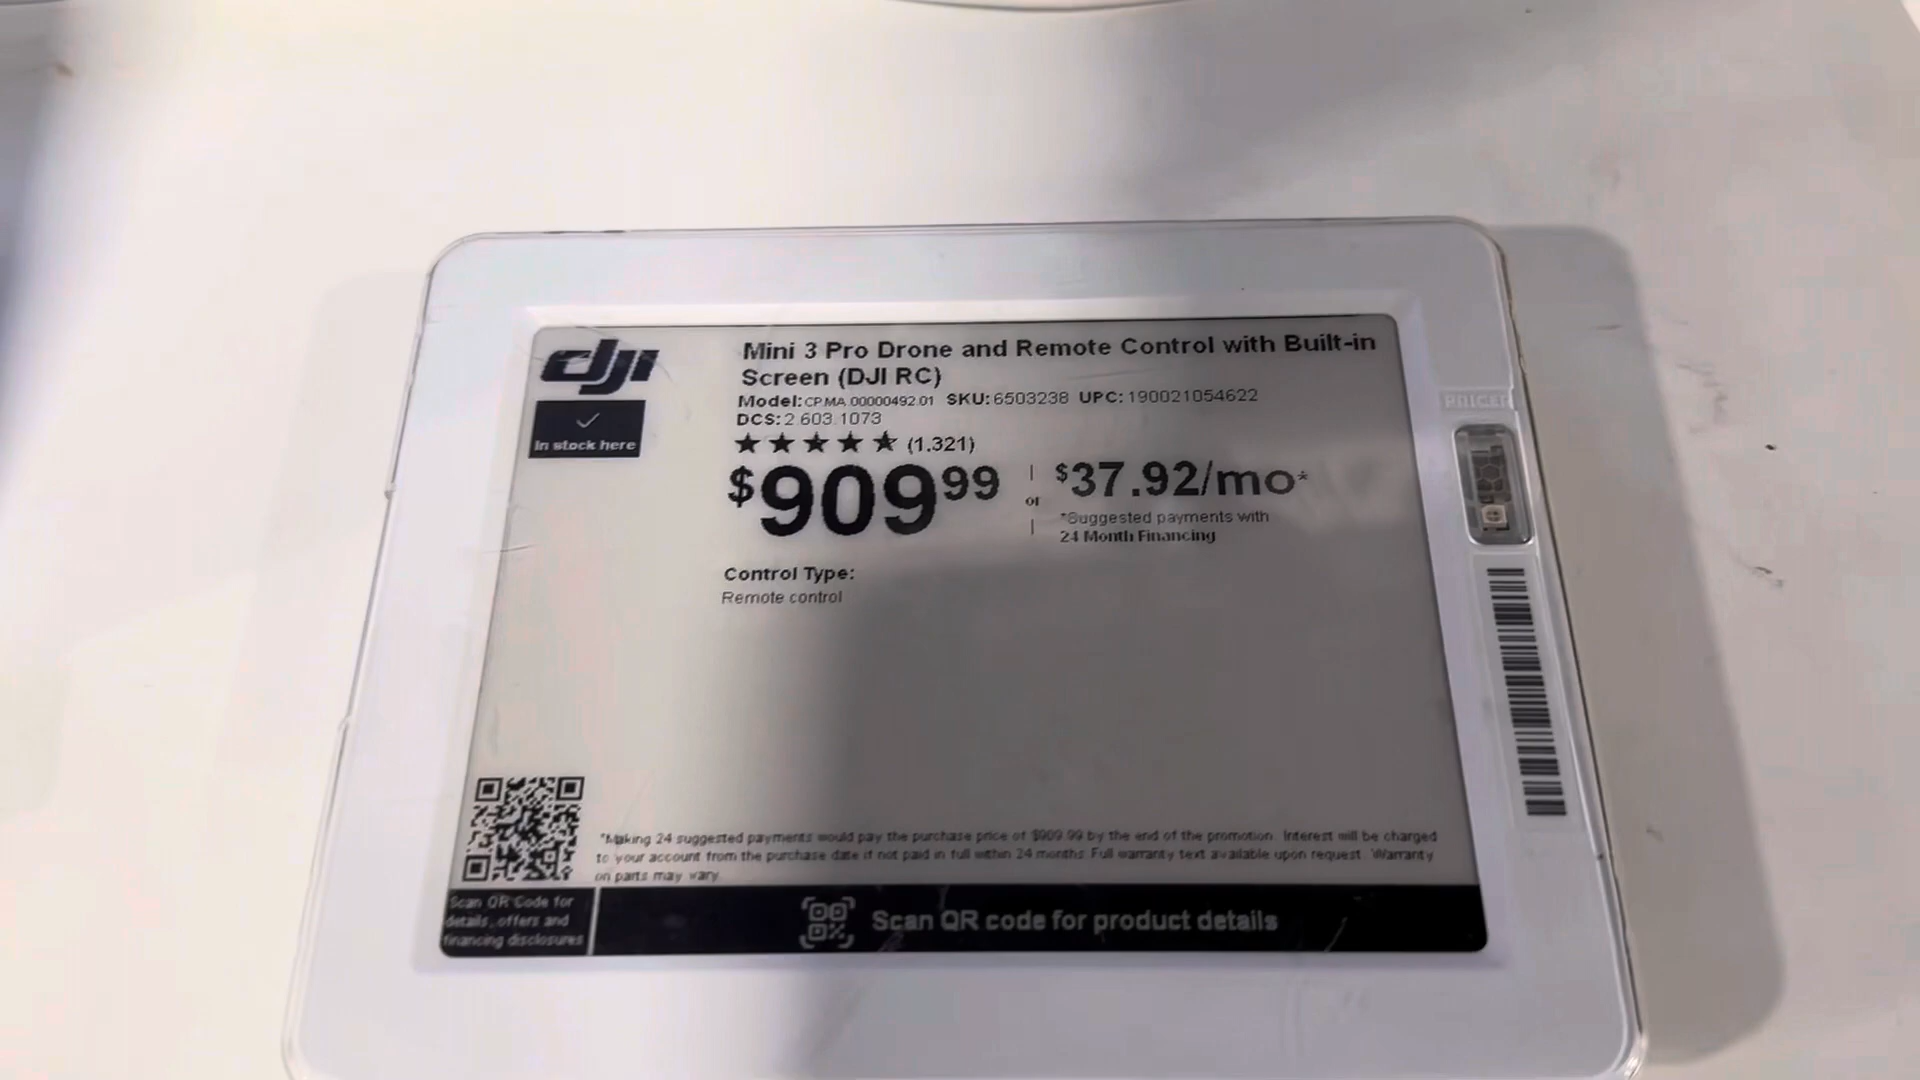 dji
Mini 3 Pro Drone and Remote Control with Built-in
Screen (DJI RC)
Model: CP.MA.00000492.01 SKU: 6503238 UPC: 190021054622
DCS: 2.603.1073
In stock here
(1,321)
$909 99
or
$37.92/mo*
*Suggested payments with
24 Month Financing
Control Type:
Remote control
PRICER
*Making 24 suggested payments would pay the purchase price of $909.99 by the end of the promotion. Interest will be charged
to your account from the purchase date if not paid in full within 24 months. Full warranty text available upon request. Warranty
on parts may vary.
Scan QR Code for
details, offers and
financing disclosures
Scan QR code for product details